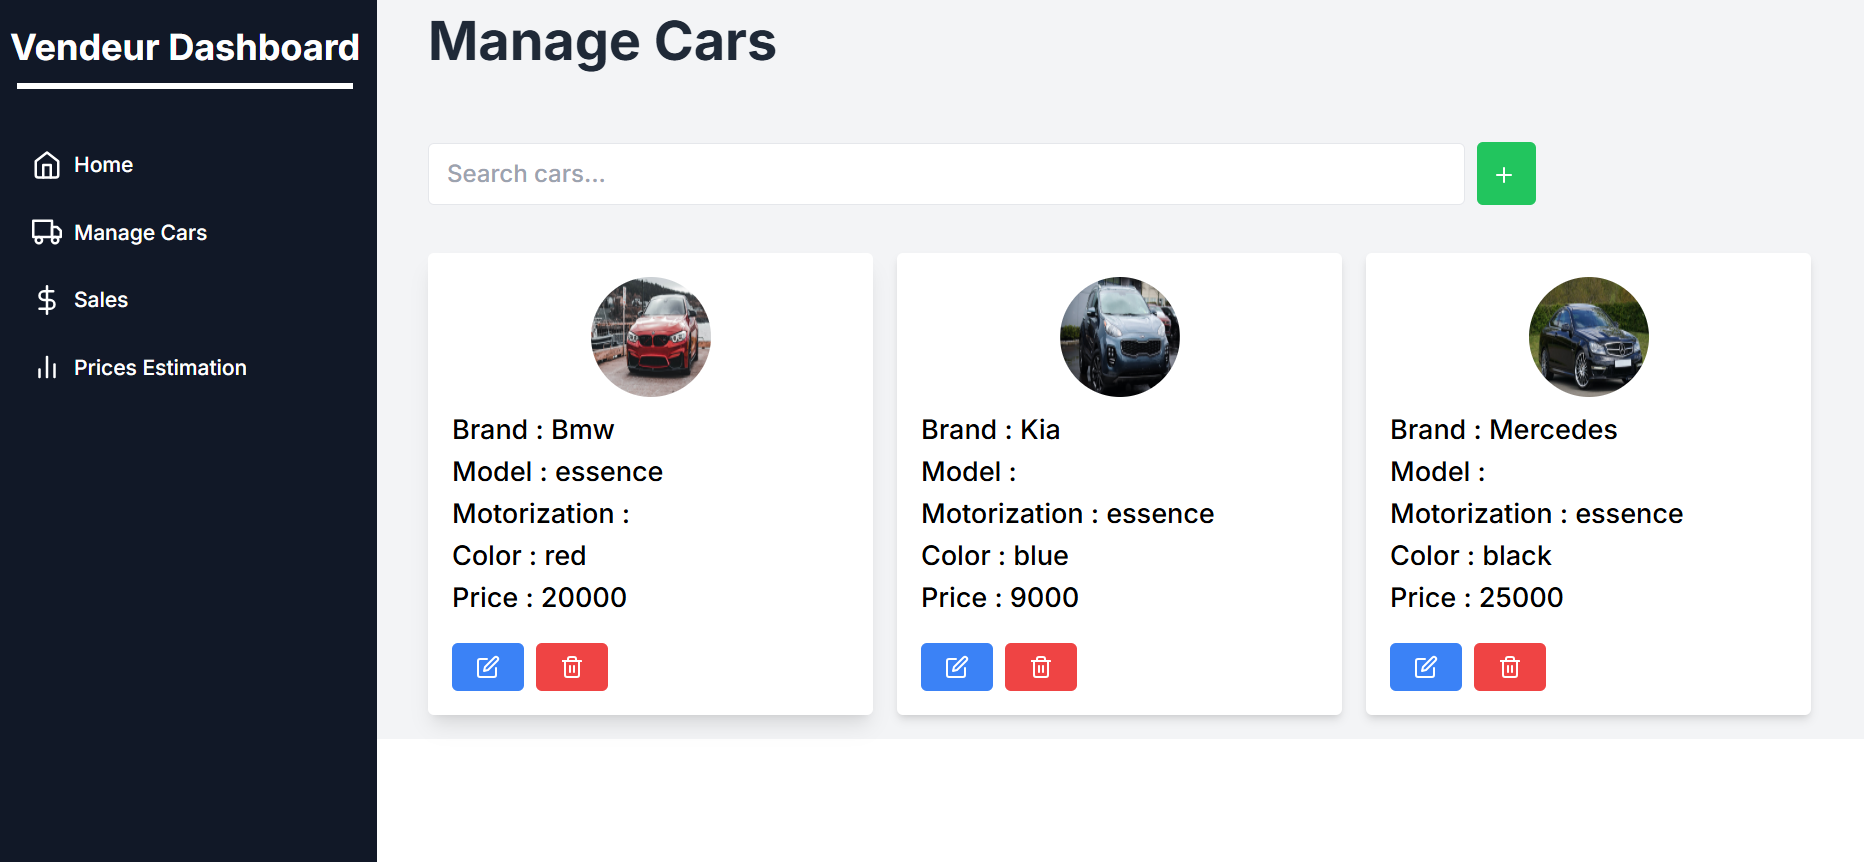 Vendeur Dashboard
Home
Manage Cars
Sales
Prices Estimation
Manage Cars
Search cars...
+
Brand : Bmw
Model : essence
Motorization :
Color : red
Price : 20000
Brand : Kia
Model :
Motorization : essence
Color : blue
Price : 9000
Brand : Mercedes
Model :
Motorization : essence
Color : black
Price : 25000